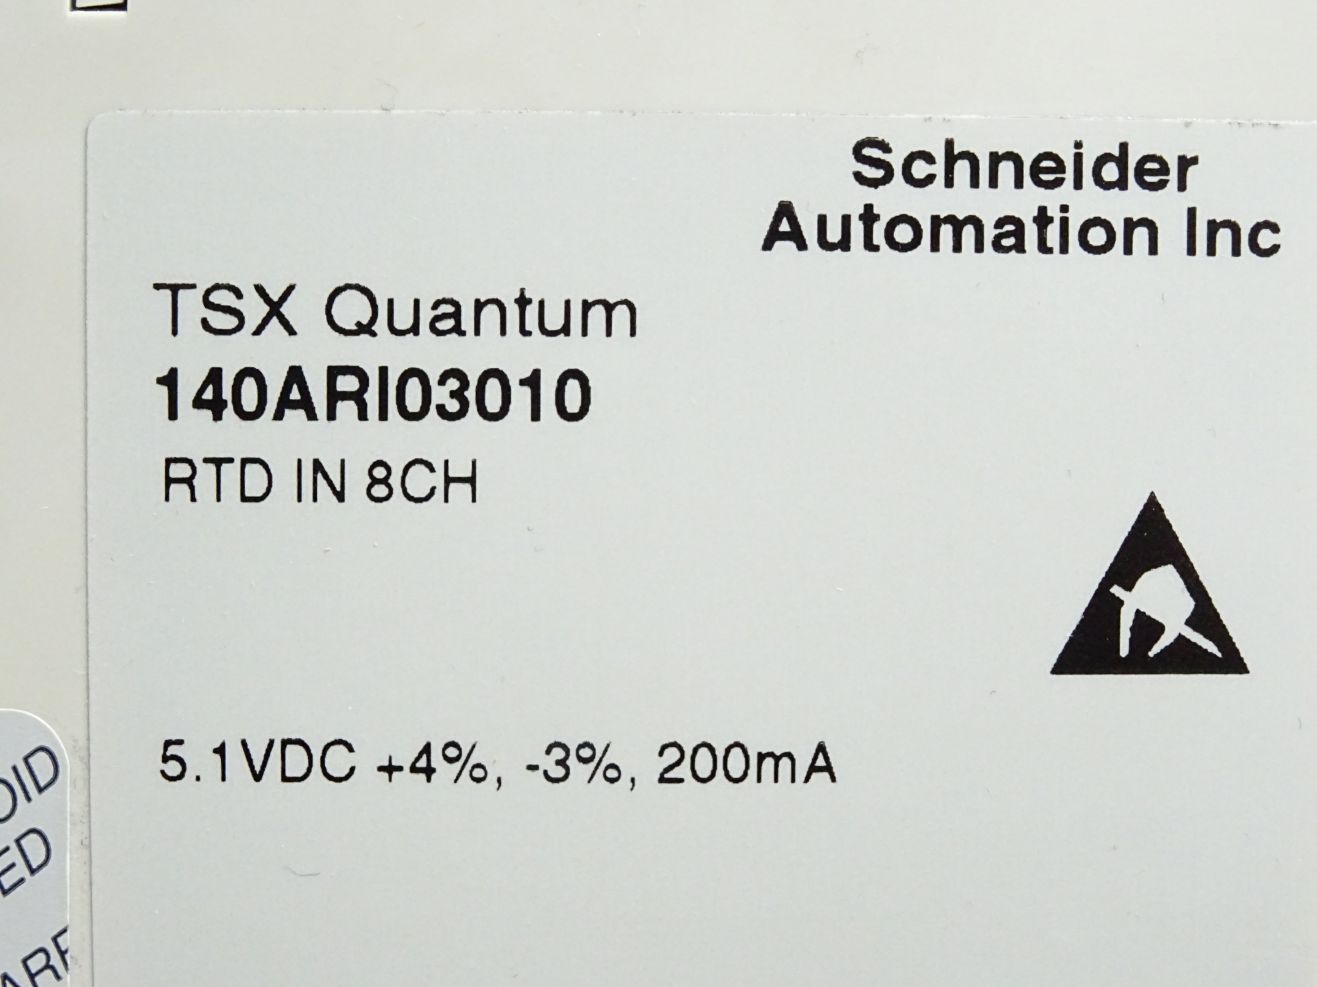 Schneider
Automation Inc
TSX Quantum
140ARI03010
RTD IN 8CH
5.1VDC +4%, -3%, 200mA